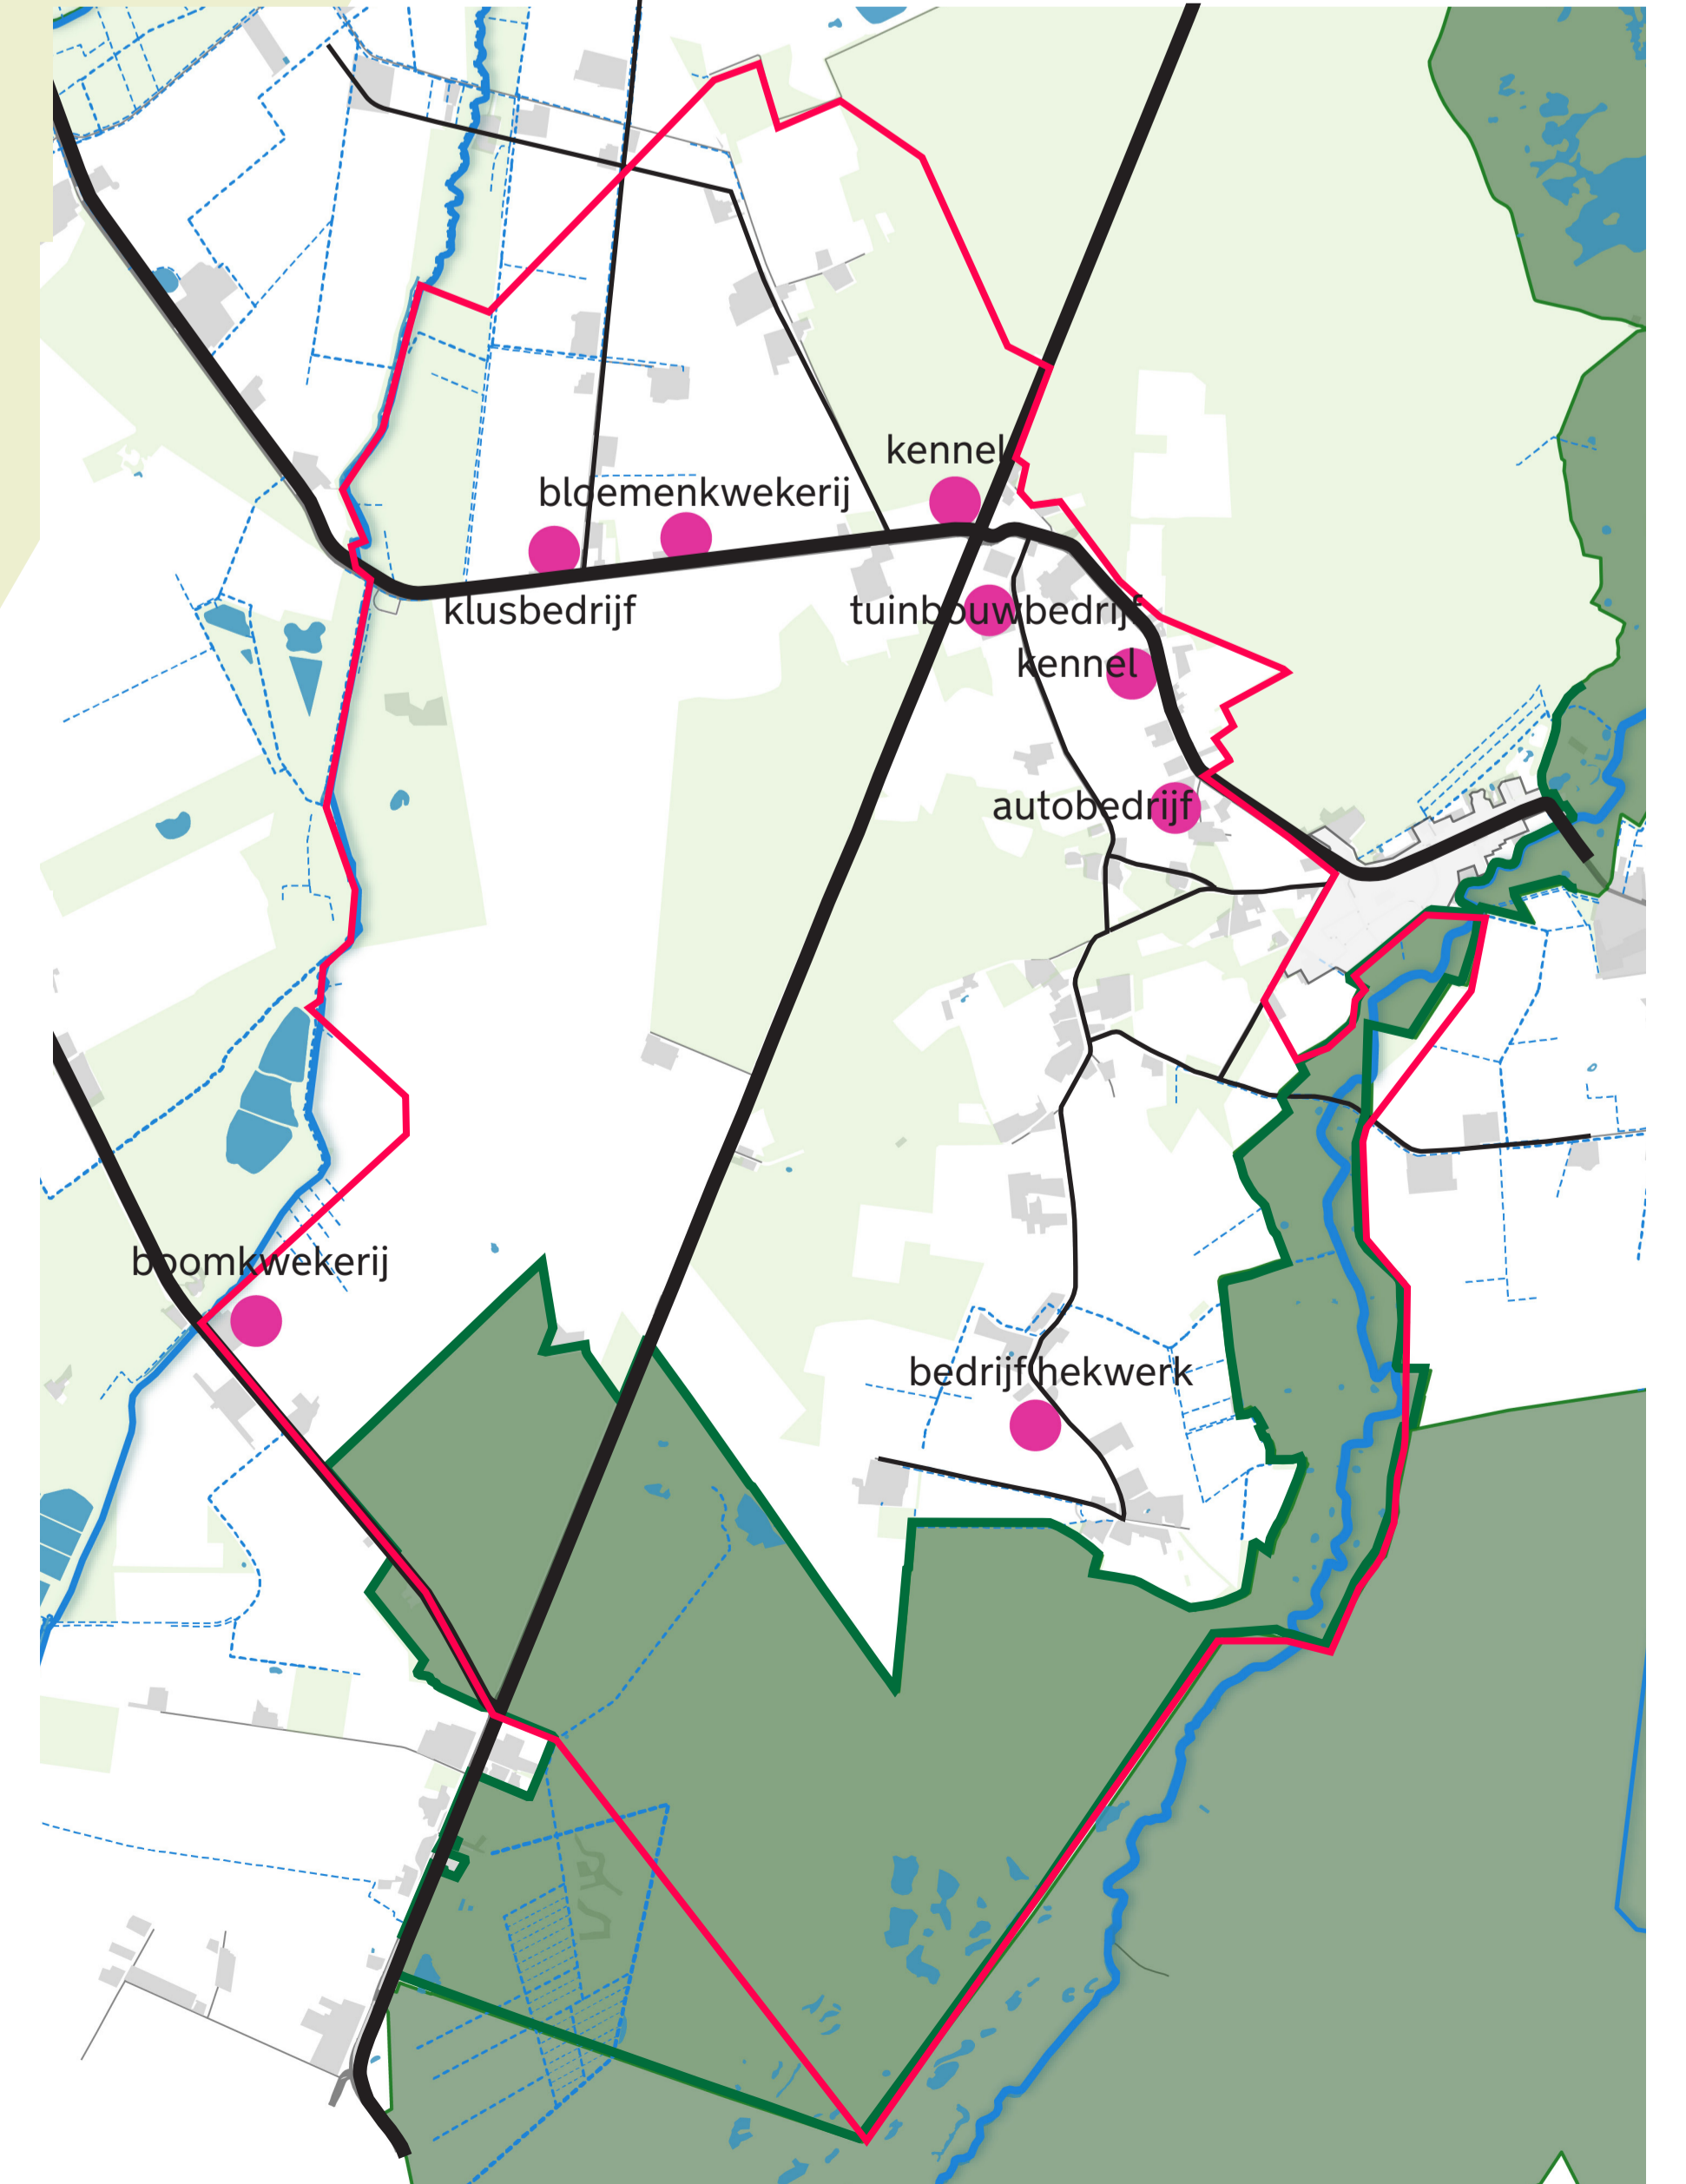 kennel
bloemenkwekerij
klusbedrijf
tuinbouwbedrijf
kennel
autobedrijf
boomkwekerij
bedrijf hekwerk